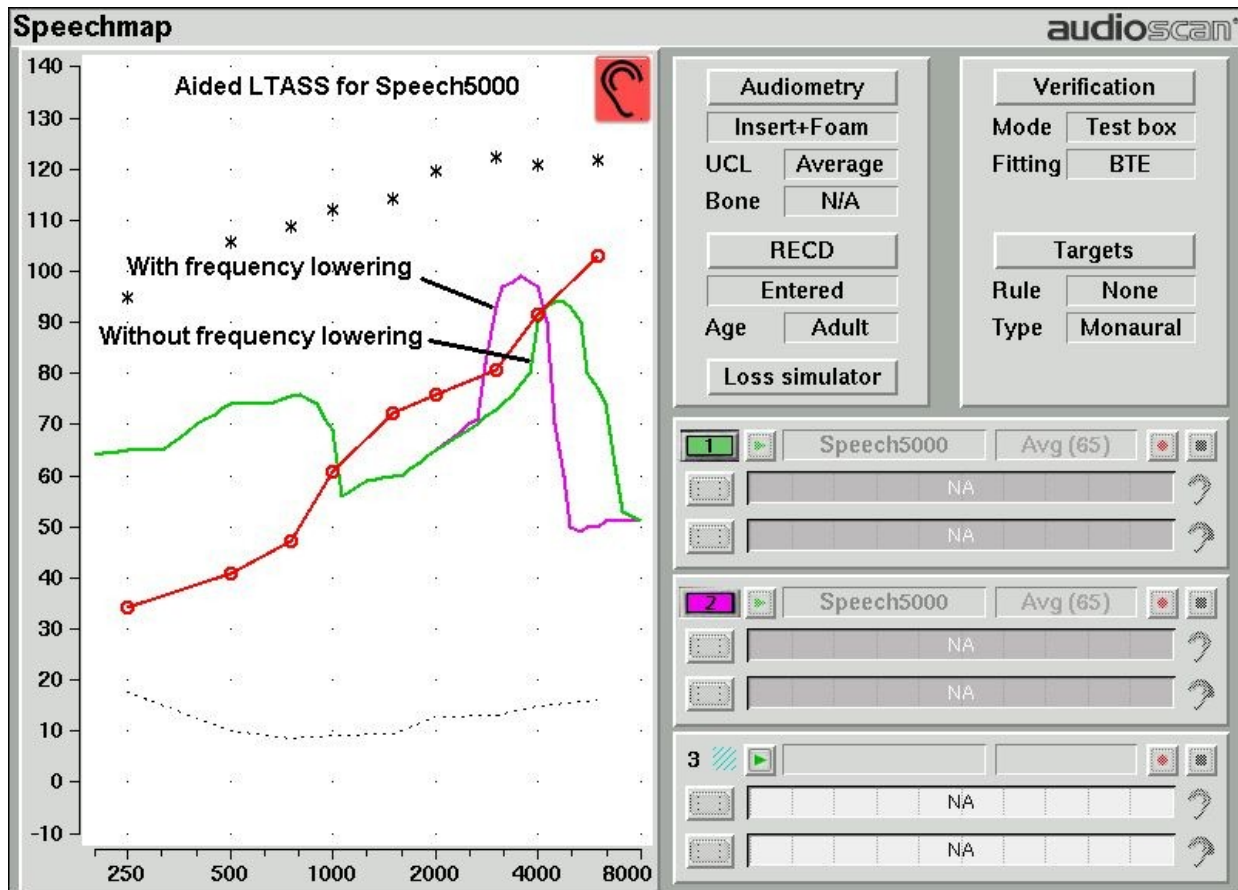 Speechmap
audioscan®
140
130
120
110
100
90
80
70
60
50
40
30
20
10
0
-10
250 500 1000 2000 4000 8000
Aided LTASS for Speech5000
With frequency lowering
Without frequency lowering
Audiometry
Insert+Foam
UCL Average
Bone N/A
RECD
Entered
Age Adult
Loss simulator
Verification
Mode Test box
Fitting BTE
Targets
Rule None
Type Monaural
1 Speech5000 Avg (65)
NA
NA
2 Speech5000 Avg (65)
NA
NA
3
NA
NA